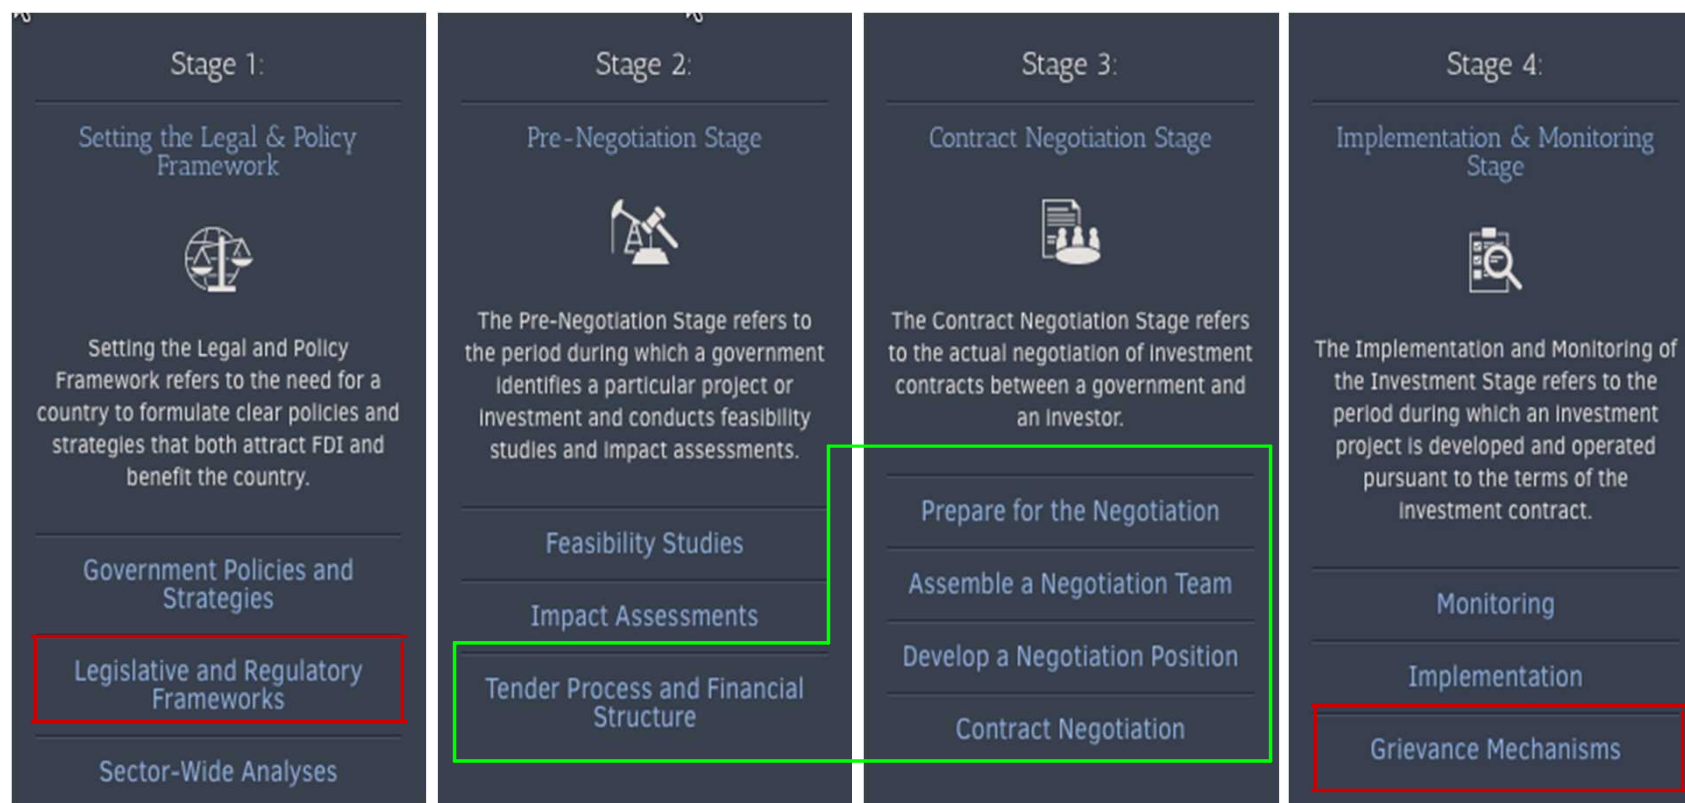 Stage 1:
Setting the Legal & Policy
Framework
Setting the Legal and Policy
Framework refers to the need for a
country to formulate clear policies and
strategies that both attract FDI and
benefit the country.
Government Policies and
Strategies
Legislative and Regulatory
Frameworks
Sector-Wide Analyses
Stage 2:
Pre-Negotiation Stage
The Pre-Negotiation Stage refers to
the period during which a government
identifies a particular project or
investment and conducts feasibility
studies and impact assessments.
Feasibility Studies
Impact Assessments
Tender Process and Financial
Structure
Stage 3:
Contract Negotiation Stage
The Contract Negotiation Stage refers
to the actual negotiation of investment
contracts between a government and
an investor.
Prepare for the Negotiation
Assemble a Negotiation Team
Develop a Negotiation Position
Contract Negotiation
Stage 4:
Implementation & Monitoring
Stage
The Implementation and Monitoring of
the Investment Stage refers to the
period during which an investment
project is developed and operated
pursuant to the terms of the
investment contract.
Monitoring
Implementation
Grievance Mechanisms